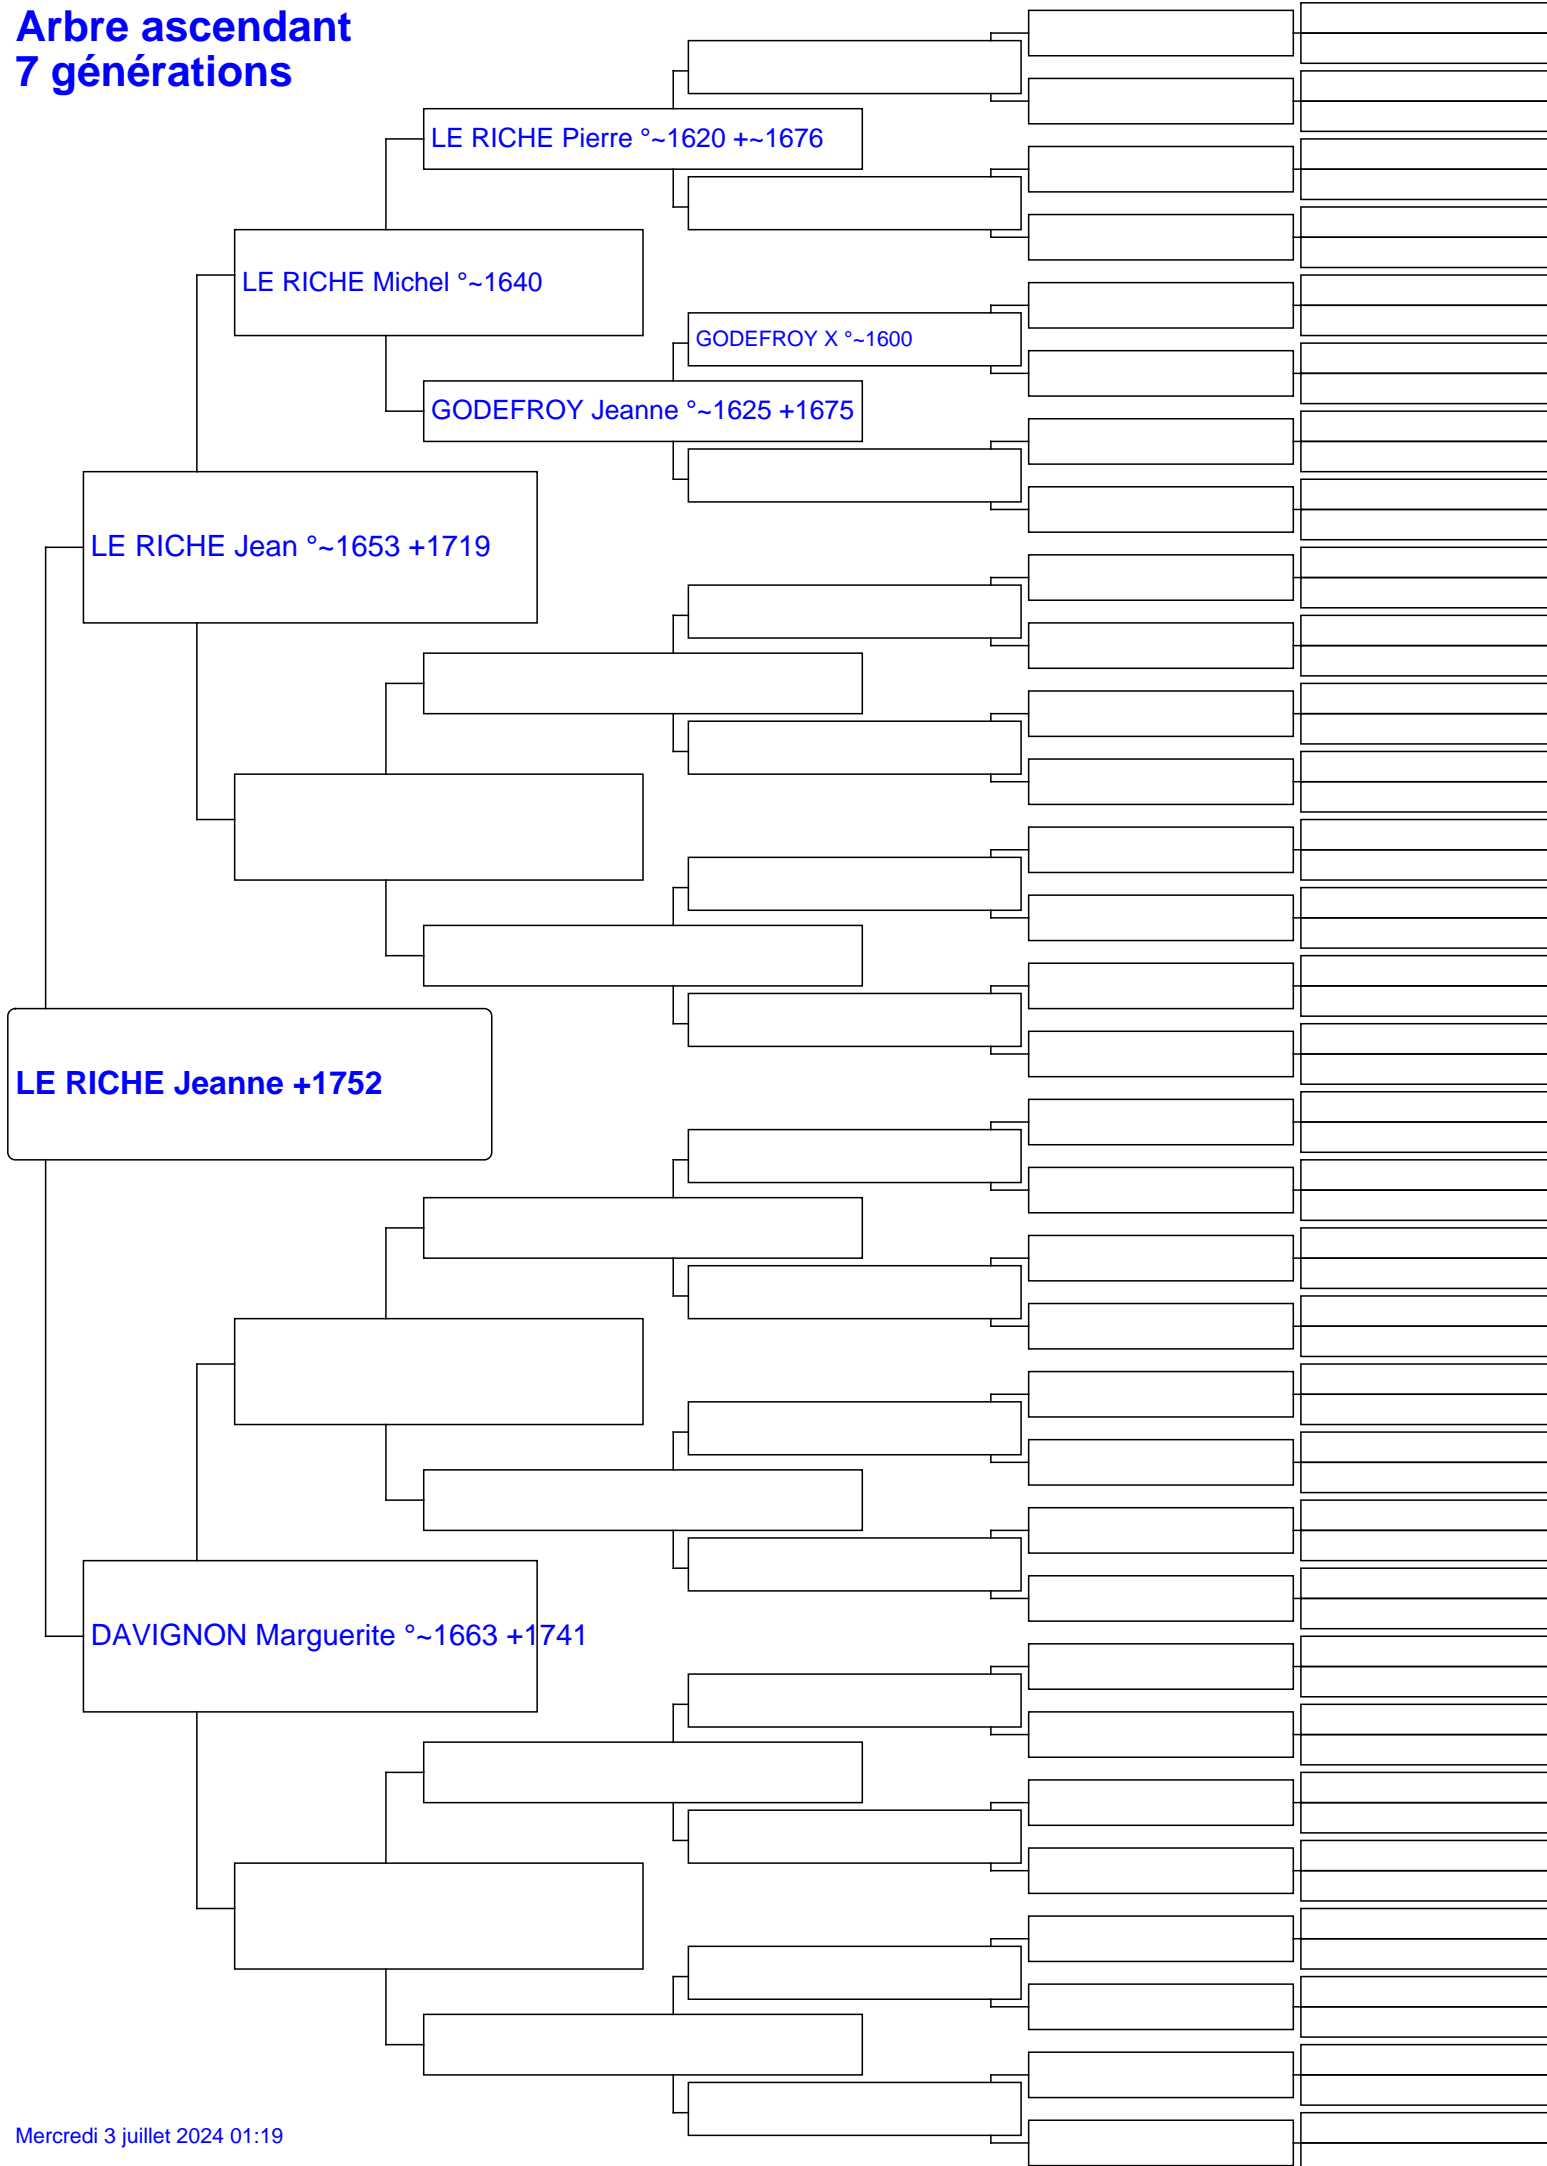 Arbre ascendant
7 générations
LE RICHE Pierre °~1620 +~1676
LE RICHE Michel °~1640
GODEFROY X °~1600
GODEFROY Jeanne °~1625 +1675
LE RICHE Jean °~1653 +1719
LE RICHE Jeanne +1752
DAVIGNON Marguerite °~1663 +1741
Mercredi 3 juillet 2024 01:19